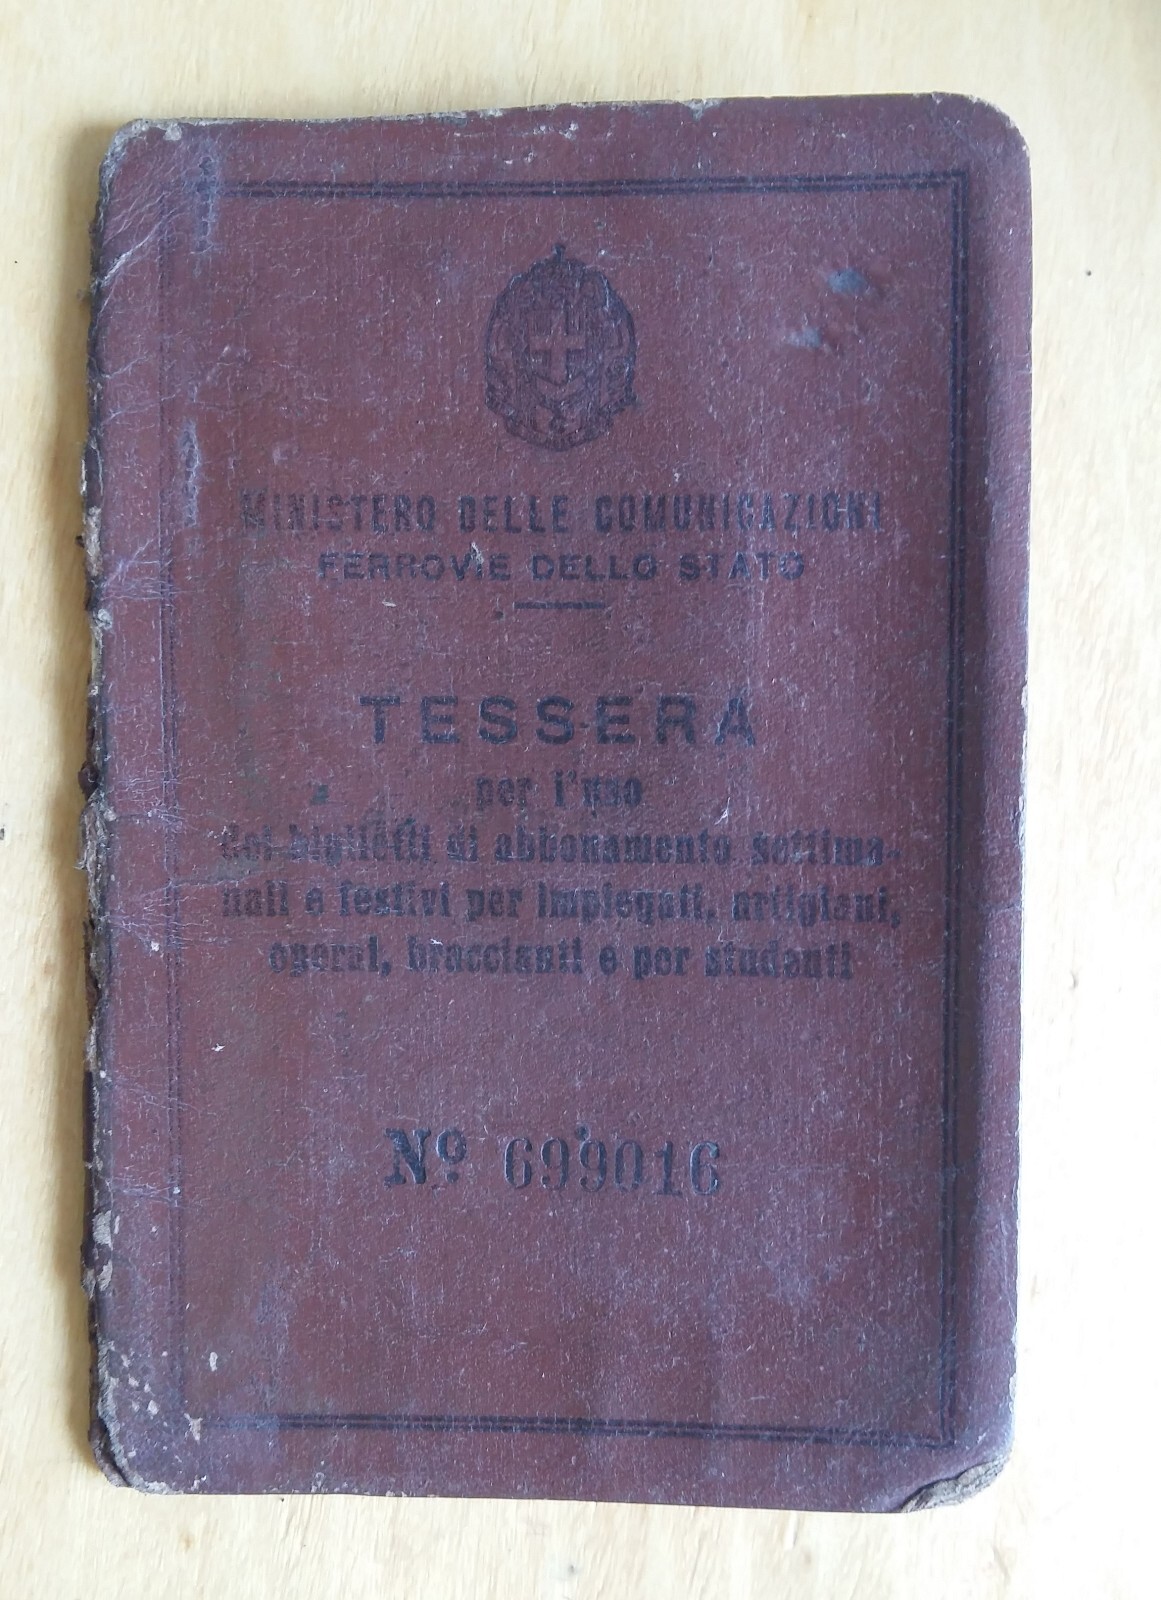 MINISTERO DELLE COMUNICAZIONI
FERROVIE DELLO STATO
TESSERA
per l'uso
dei biglietti di abbonamento settima-
nali e festivi per impiegati, artigiani,
operai, braccianti e per studenti
Nº 699016